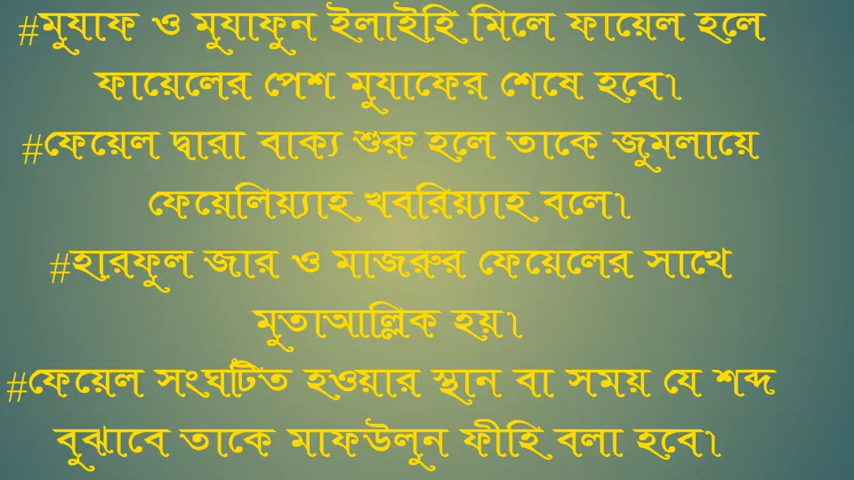 #মুযাফ ও মুযাফুন ইলাইহি মিলে ফায়েল হলে
ফায়েলের পেশ মুযাফের শেষে হবে।
#ফেয়েল দ্বারা বাক্য শুরু হলে তাকে জুমলায়ে
ফেয়েলিয়্যাহ খবরিয়্যাহ বলে।
#হারফুল জার ও মাজরুর ফেয়েলের সাথে
মুতাআল্লিক হয়।
#ফেয়েল সংঘটিত হওয়ার স্থান বা সময় যে শব্দ
বুঝাবে তাকে মাফউলুন ফীহি বলা হবে।